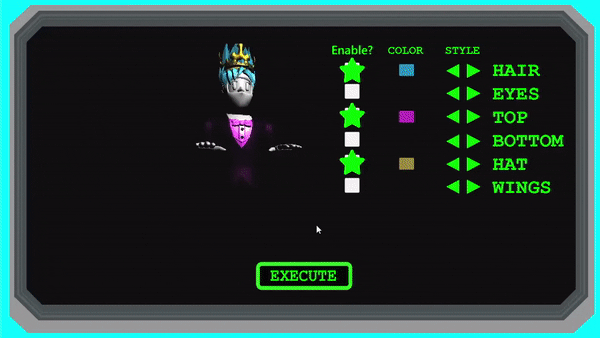 Enable? COLOR STYLE
HAIR
EYES
TOP
BOTTOM
HAT
WINGS
EXECUTE